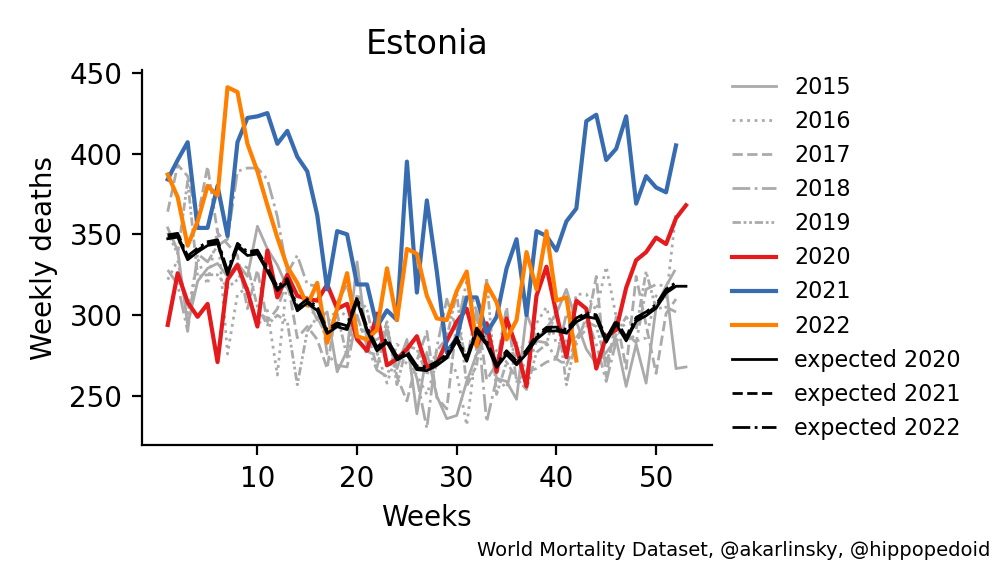 Estonia
Weekly deaths
450
400
350
300
250
10 20 30 40 50
Weeks
2015
2016
2017
2018
2019
2020
2021
2022
expected 2020
expected 2021
expected 2022
World Mortality Dataset, @akarlinsky, @hippopedoid